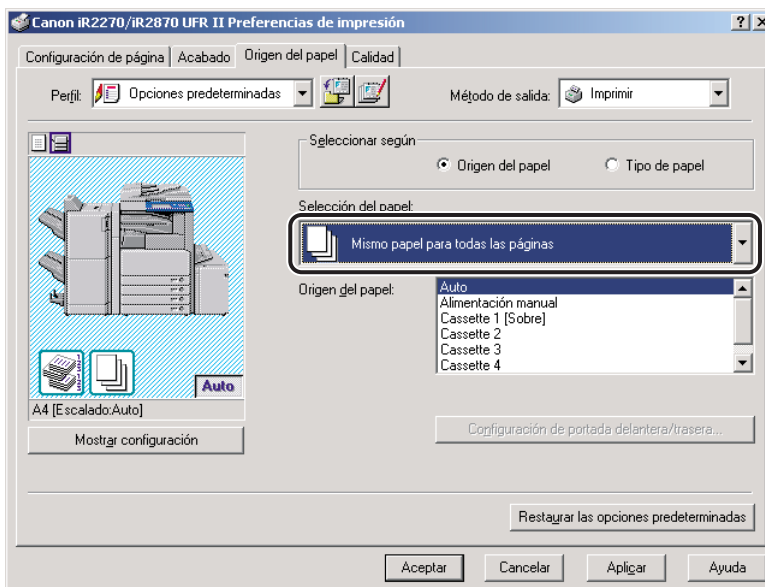 Canon iR2270/iR2870 UFR II Preferencias de impresión
Configuración de página Acabado Origen del papel Calidad
Perfil: Opciones predeterminadas Método de salida: Imprimir
Seleccionar según
Origen del papel Tipo de papel
Selección del papel:
Mismo papel para todas las páginas
Origen del papel: Auto
Alimentación manual
Cassette 1 [Sobre]
Cassette 2
Cassette 3
Cassette 4
Auto
A4 [Escalado:Auto]
Configuración de portada delantera/trasera...
Mostrar configuración
Restaurar las opciones predeterminadas
Aceptar Cancelar Aplicar Ayuda